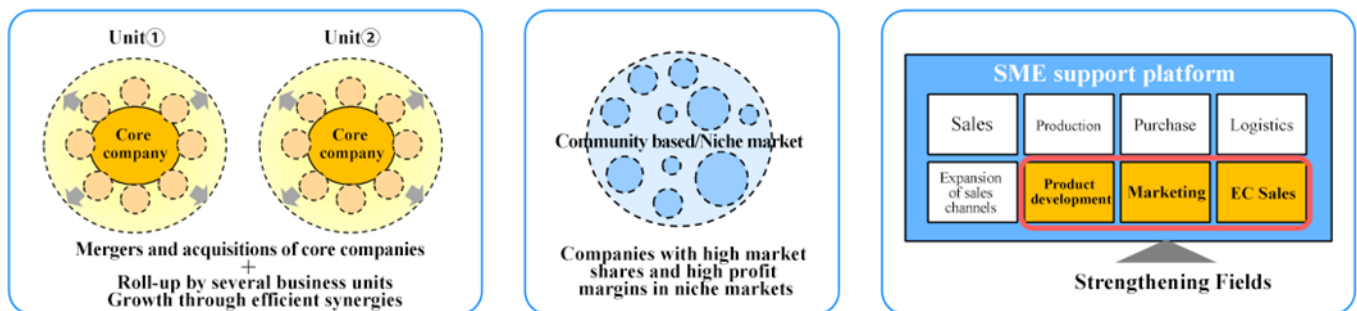 Unit①
Unit②
Core
company
Core
company
Mergers and acquisitions of core companies
+
Roll-up by several business units
Growth through efficient synergies
Community based/Niche market
Companies with high market
shares and high profit
margins in niche markets
SME support platform
Sales
Production
Purchase
Logistics
Expansion
of sales
channels
Product
development
Marketing
EC Sales
Strengthening Fields